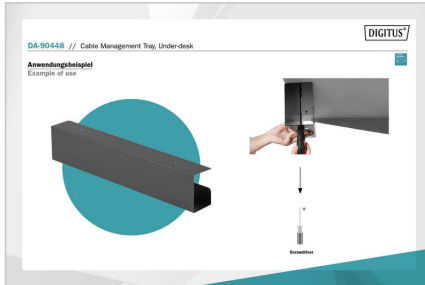 DIGITUS®
DA-90448 // Cable Management Tray, Under-desk
Anwendungsbeispiel
Example of use
Screwdriver